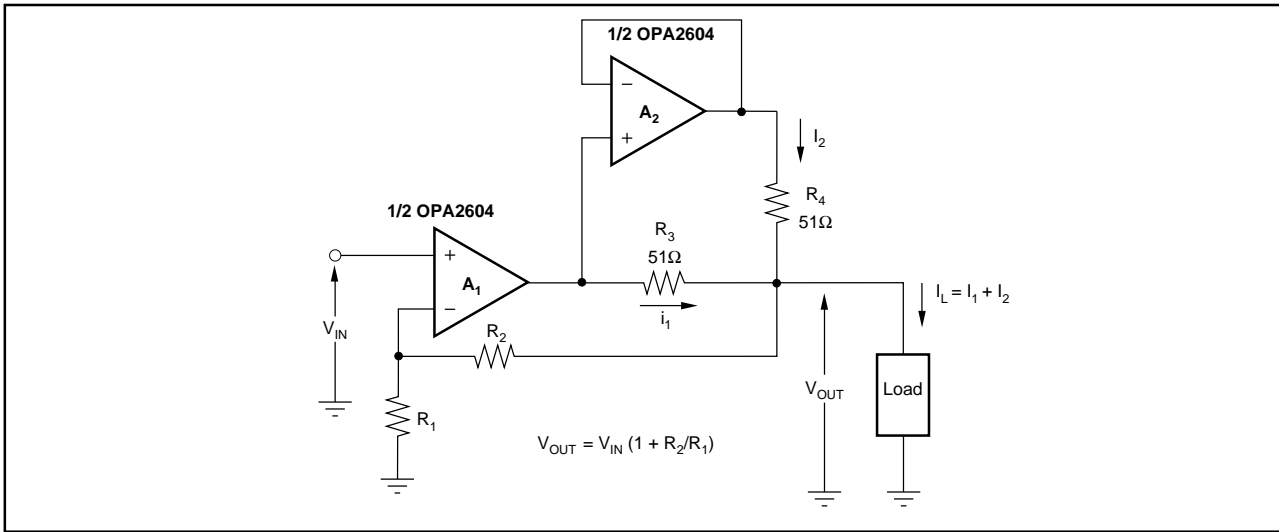 1/2 OPA2604
−
A2
+
I2
R4
51Ω
1/2 OPA2604
+
A1
−
R3
51Ω
i1
IL = I1 + I2
VIN
R2
VOUT
Load
R1
VOUT = VIN (1 + R2/R1)